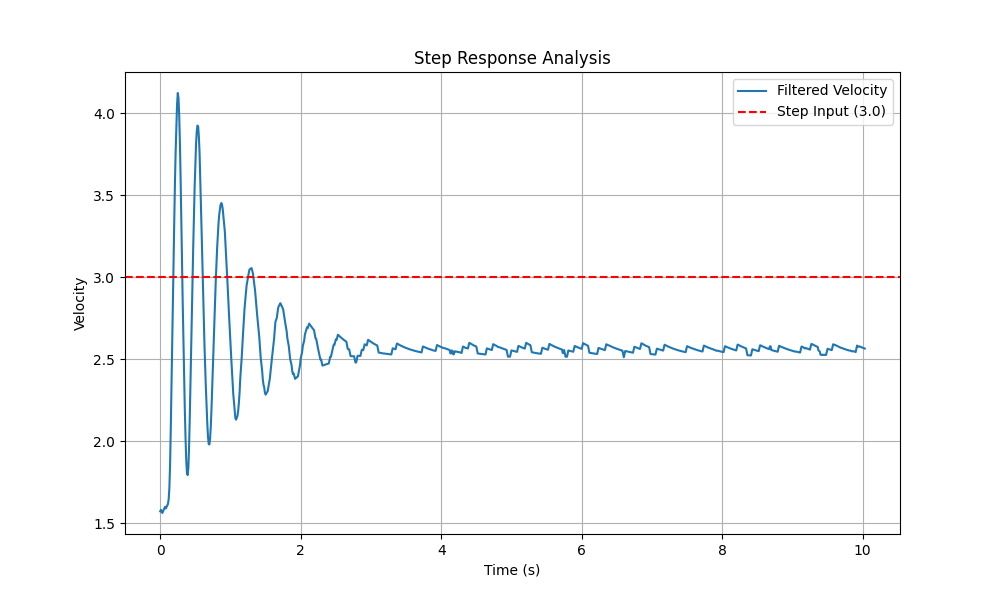 Step Response Analysis
Filtered Velocity
Step Input (3.0)
Velocity
4.0
3.5
3.0
2.5
2.0
1.5
0 2 4 6 8 10
Time (s)